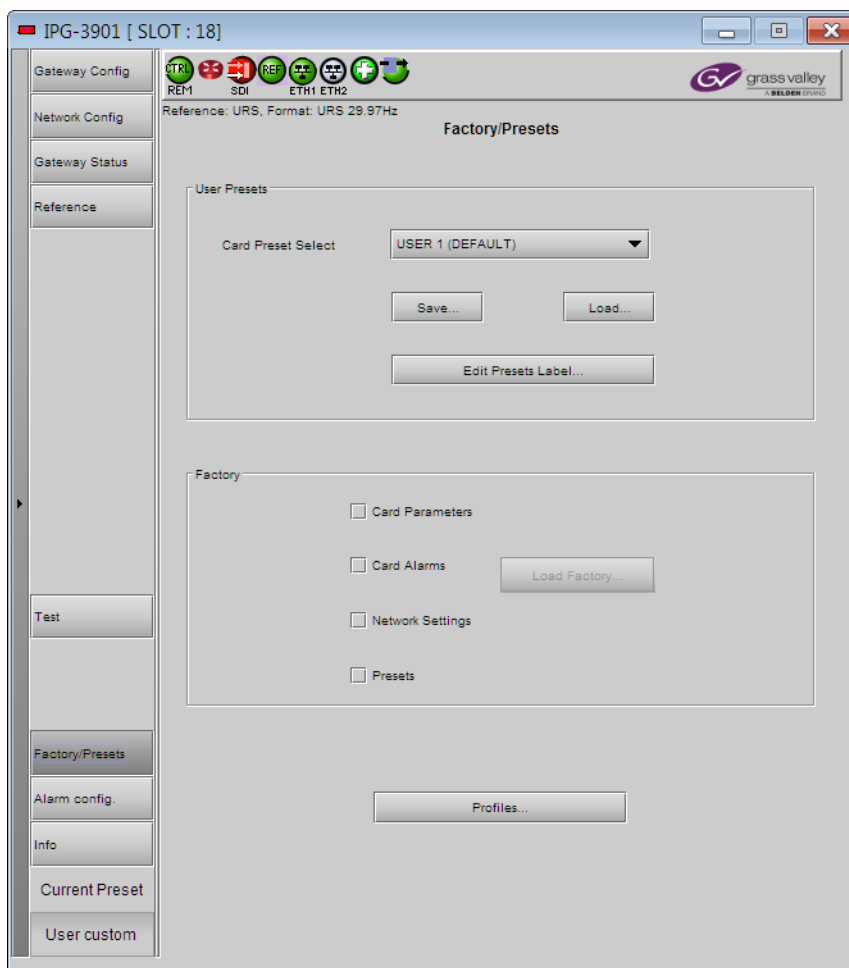 IPG-3901 [ SLOT : 18]
Gateway Config
Network Config
Gateway Status
Reference
Test
Factory/Presets
Alarm config.
Info
Current Preset
User custom
CTRL
REF
REM
SDI
ETH1 ETH2
grass valley
A BELDEN BRAND
Reference: URS, Format: URS 29.97Hz
Factory/Presets
User Presets
Card Preset Select
USER 1 (DEFAULT)
Save...
Load...
Edit Presets Label...
Factory
Card Parameters
Card Alarms
Load Factory...
Network Settings
Presets
Profiles...